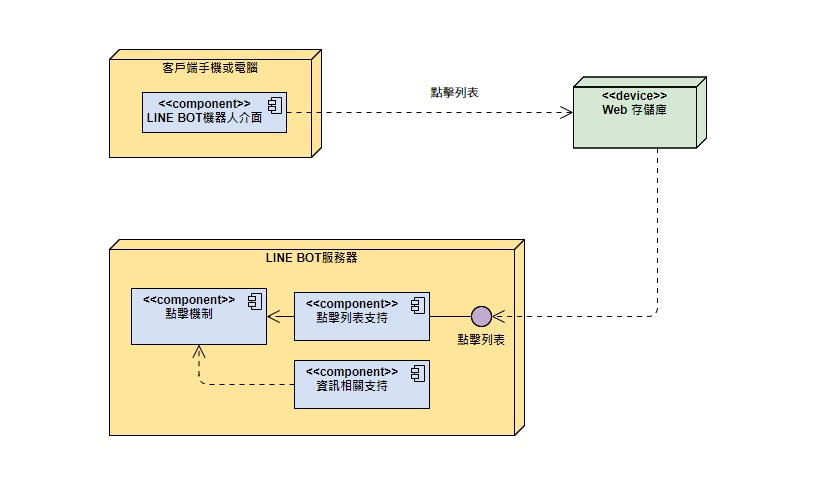 客戶端手機或電腦
<<component>>
LINE BOT機器人介面
點擊列表
<<device>>
Web 存儲庫
LINE BOT服務器
<<component>>
點擊機制
<<component>>
點擊列表支持
點擊列表
<<component>>
資訊相關支持